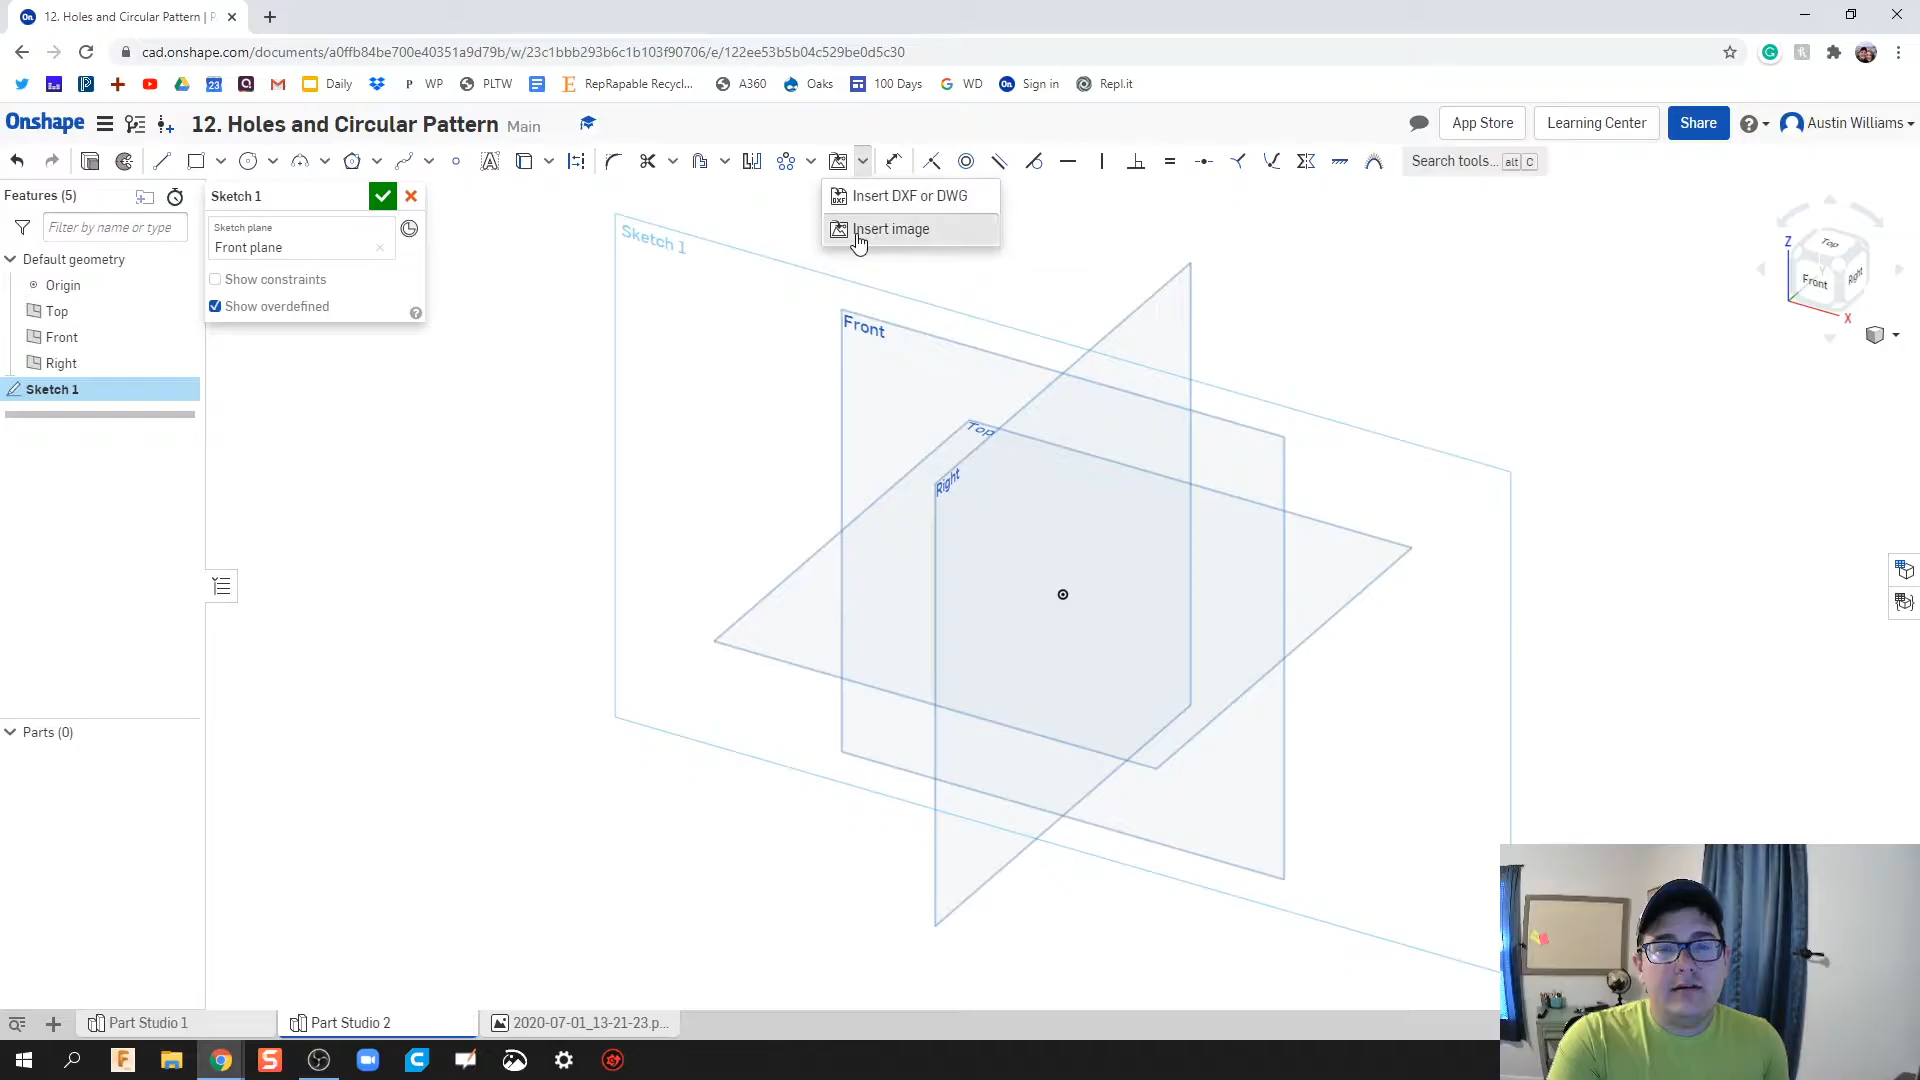 12. Holes and Circular Pattern | P
cad.onshape.com/documents/a0ffb84be700e40351a9d79b/w/23c1bbb293b6c1b103f90706/e/122ee53b5b04c529be0d5c30
23 Daily P WP PLTW RepRapable Recycl... A360 Oaks 100 Days WD On Sign in Repl.it
Onshape 12. Holes and Circular Pattern Main App Store Learning Center Share Austin Williams
Search tools... alt C
Features (5)
Filter by name or type
Default geometry
Origin
Top
Front
Right
Sketch 1
Parts (0)
Sketch 1
Sketch plane
Front plane
Show constraints
Show overdefined
Insert DXF or DWG
Insert image
Sketch 1
Front
Top
Right
Top
Front
Right
Z
Y
X
Part Studio 1 Part Studio 2 2020-07-01_13-21-23.p...